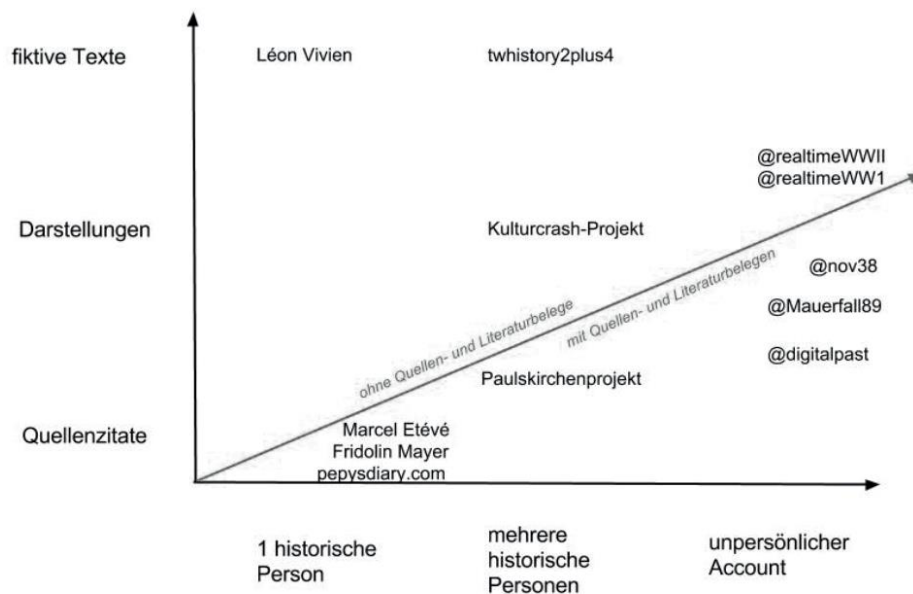 fiktive Texte
Léon Vivien
twhistory2plus4
@realtimeWWII
@realtimeWW1
Darstellungen
Kulturcrash-Projekt
@nov38
@Mauerfall89
ohne Quellen- und Literaturbelege
mit Quellen- und Literaturbelegen
@digitalpast
Paulskirchenprojekt
Quellenzitate
Marcel Etévé
Fridolin Mayer
pepysdiary.com
1 historische
Person
mehrere
historische
Personen
unpersönlicher
Account